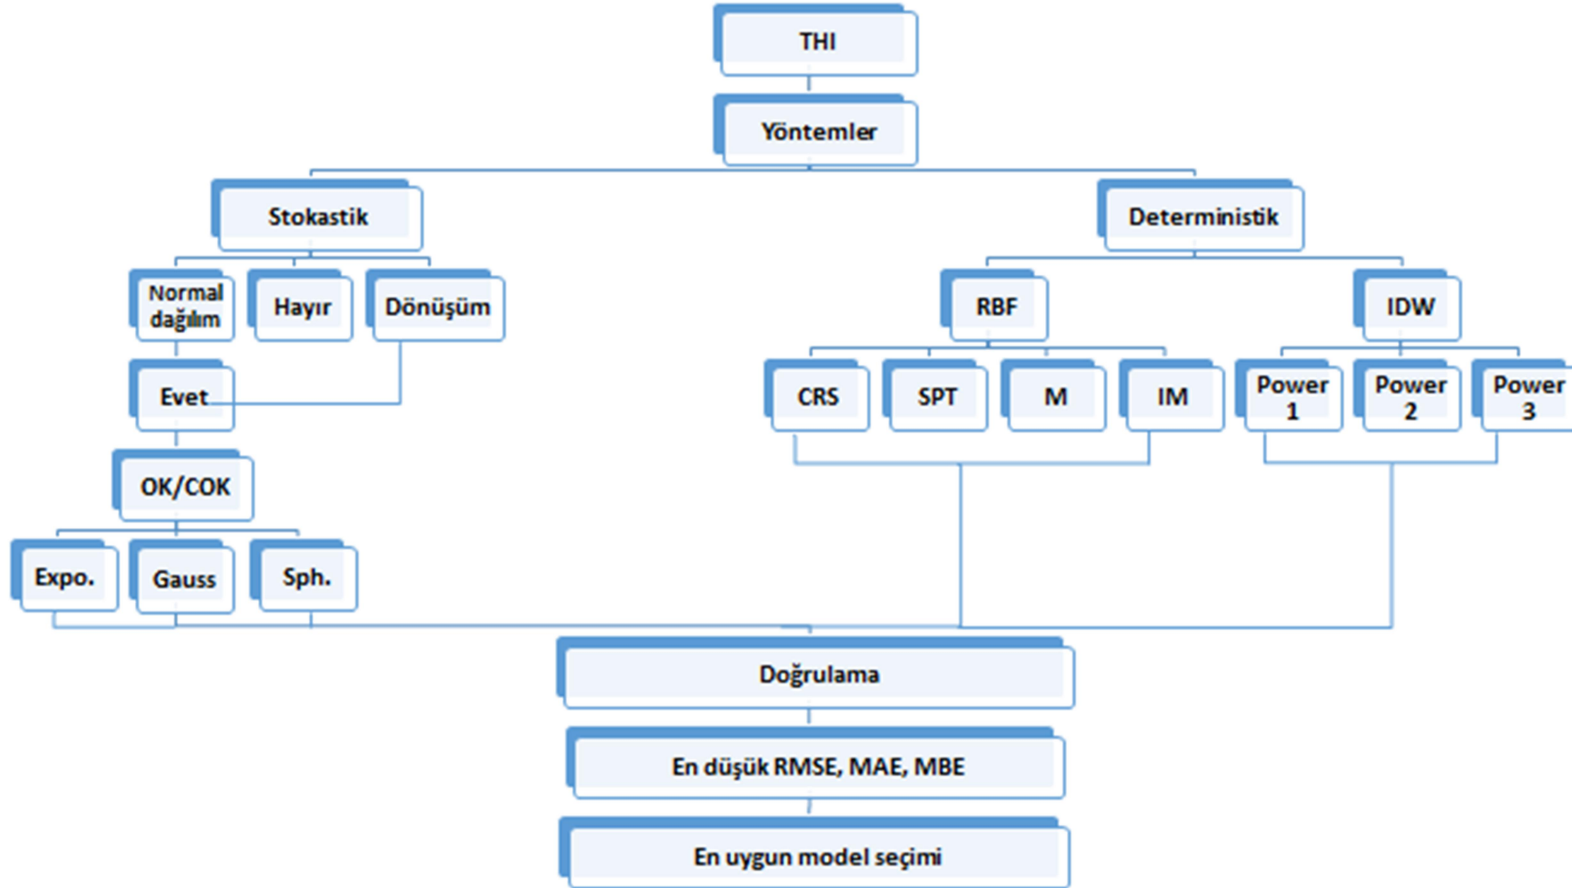 THI
Yöntemler
Stokastik
Deterministik
Normal
dağılım
Hayır
Dönüşüm
RBF
IDW
Evet
CRS
SPT
M
IM
Power
1
Power
2
Power
3
OK/COK
Expo.
Gauss
Sph.
Doğrulama
En düşük RMSE, MAE, MBE
En uygun model seçimi